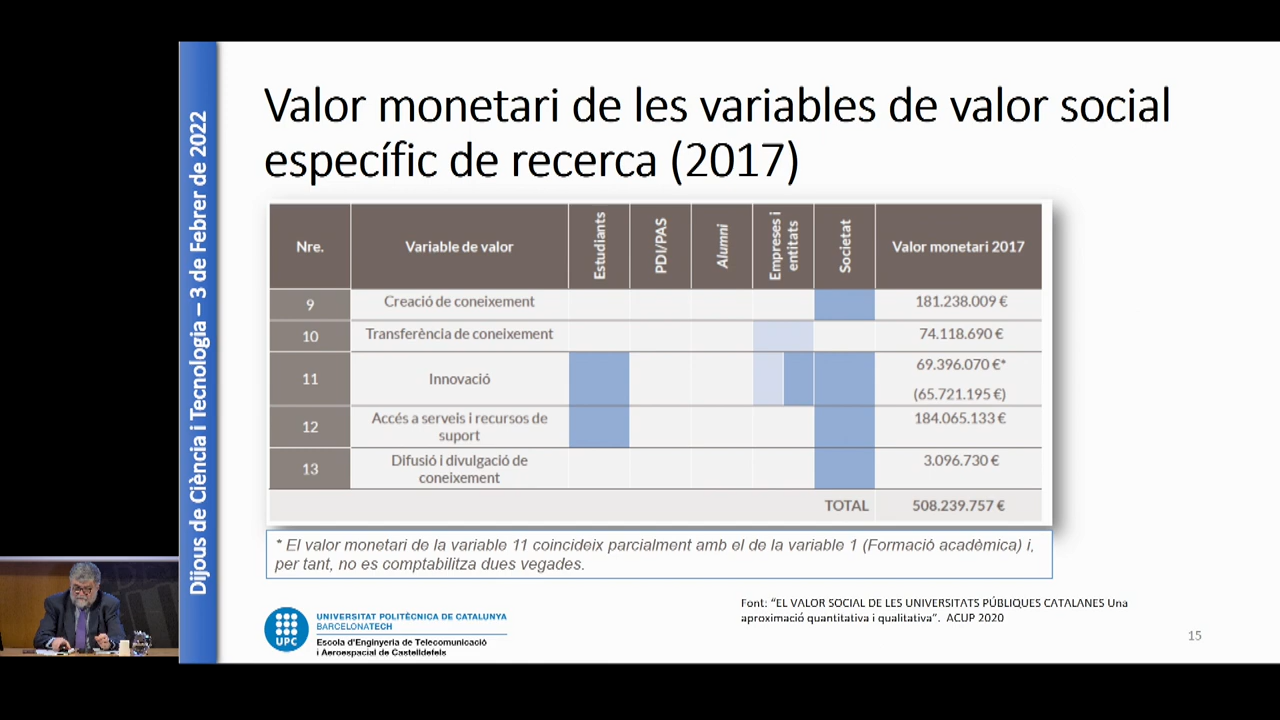 Dijous de Ciència i Tecnologia – 3 de Febrer de 2022
Valor monetari de les variables de valor social
específic de recerca (2017)
Nre.
Variable de valor
Estudiants
PDI/PAS
Alumni
Empreses i
entitats
Societat
Valor monetari 2017
9
Creació de coneixement
181.238.009 €
10
Transferència de coneixement
74.118.690 €
11
Innovació
69.396.070 €*
(65.721.195 €)
12
Accés a serveis i recursos de
suport
184.065.133 €
13
Difusió i divulgació de
coneixement
3.096.730 €
TOTAL
508.239.757 €
* El valor monetari de la variable 11 coincideix parcialment amb el de la variable 1 (Formació acadèmica) i,
per tant, no es comptabilitza dues vegades.
Font: “EL VALOR SOCIAL DE LES UNIVERSITATS PÚBLIQUES CATALANES Una
aproximació quantitativa i qualitativa”. ACUP 2020
UPC
UNIVERSITAT POLITÈCNICA DE CATALUNYA
BARCELONATECH
Escola d'Enginyeria de Telecomunicació
i Aeroespacial de Castelldefels
15